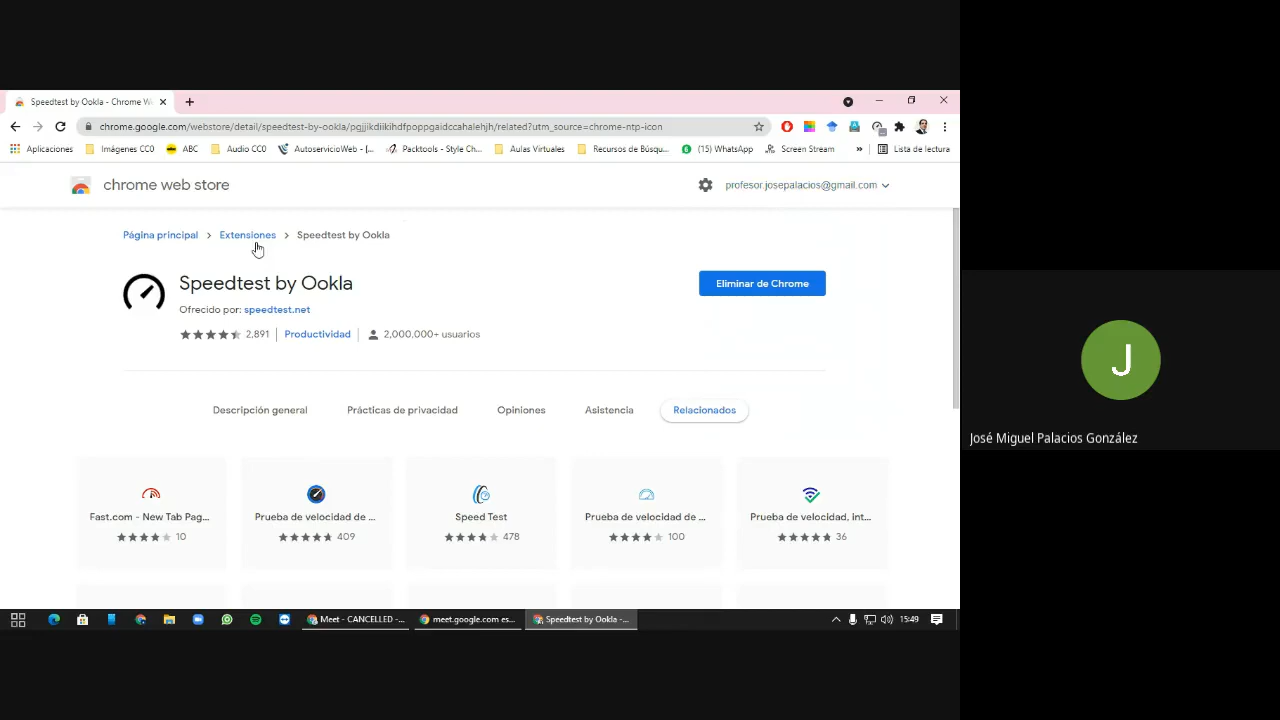 Speedtest by Ookla - Chrome W
chrome.google.com/webstore/detail/speedtest-by-ookla/pgjjikdiikihdfpoppgaidccahalehjh/related?utm_source=chrome-ntp-icon
Aplicaciones Imágenes CC0 ABC Audio CC0 AutoservicioWeb - [... Packtools - Style Ch... Aulas Virtuales Recursos de Búsqu... (15) WhatsApp Screen Stream » Lista de lectura
chrome web store profesor.josepalacios@gmail.com
Página principal > Extensiones > Speedtest by Ookla
Speedtest by Ookla
Eliminar de Chrome
Ofrecido por: speedtest.net
2,891 Productividad 2,000,000+ usuarios
Descripción general Prácticas de privacidad Opiniones Asistencia Relacionados
Fast.com - New Tab Pag... Prueba de velocidad de ... Speed Test Prueba de velocidad de ... Prueba de velocidad, int...
10 409 478 100 36
Meet - CANCELLED -... meet.google.com es... Speedtest by Ookla -... 15:49
J
José Miguel Palacios González